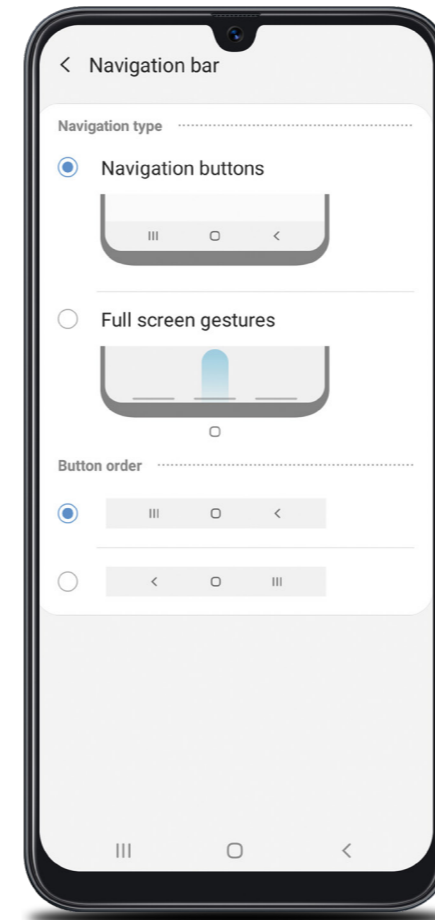 Navigation bar
Navigation type
Navigation buttons
Full screen gestures
Button order